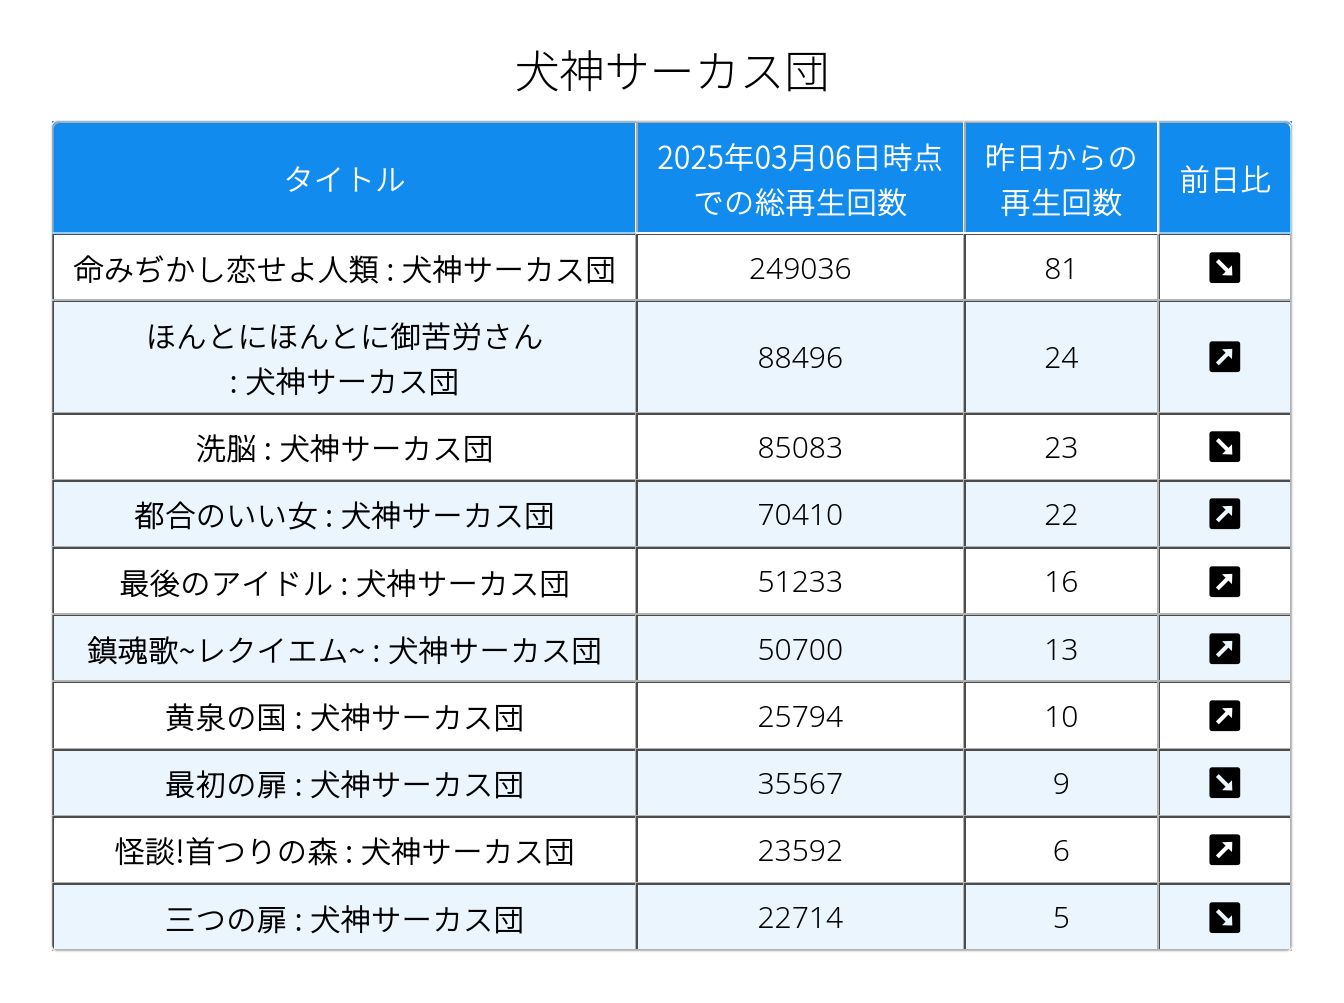 犬神サーカス団
タイトル
2025年03月06日時点
での総再生回数
昨日からの
再生回数
前日比
命みぢかし恋せよ人類 : 犬神サーカス団
249036
81
↘
ほんとにほんとに御苦労さん
: 犬神サーカス団
88496
24
↗
洗脳 : 犬神サーカス団
85083
23
↘
都合のいい女 : 犬神サーカス団
70410
22
↗
最後のアイドル : 犬神サーカス団
51233
16
↗
鎮魂歌~レクイエム~ : 犬神サーカス団
50700
13
↗
黄泉の国 : 犬神サーカス団
25794
10
↗
最初の扉 : 犬神サーカス団
35567
9
↘
怪談!首つりの森 : 犬神サーカス団
23592
6
↗
三つの扉 : 犬神サーカス団
22714
5
↘